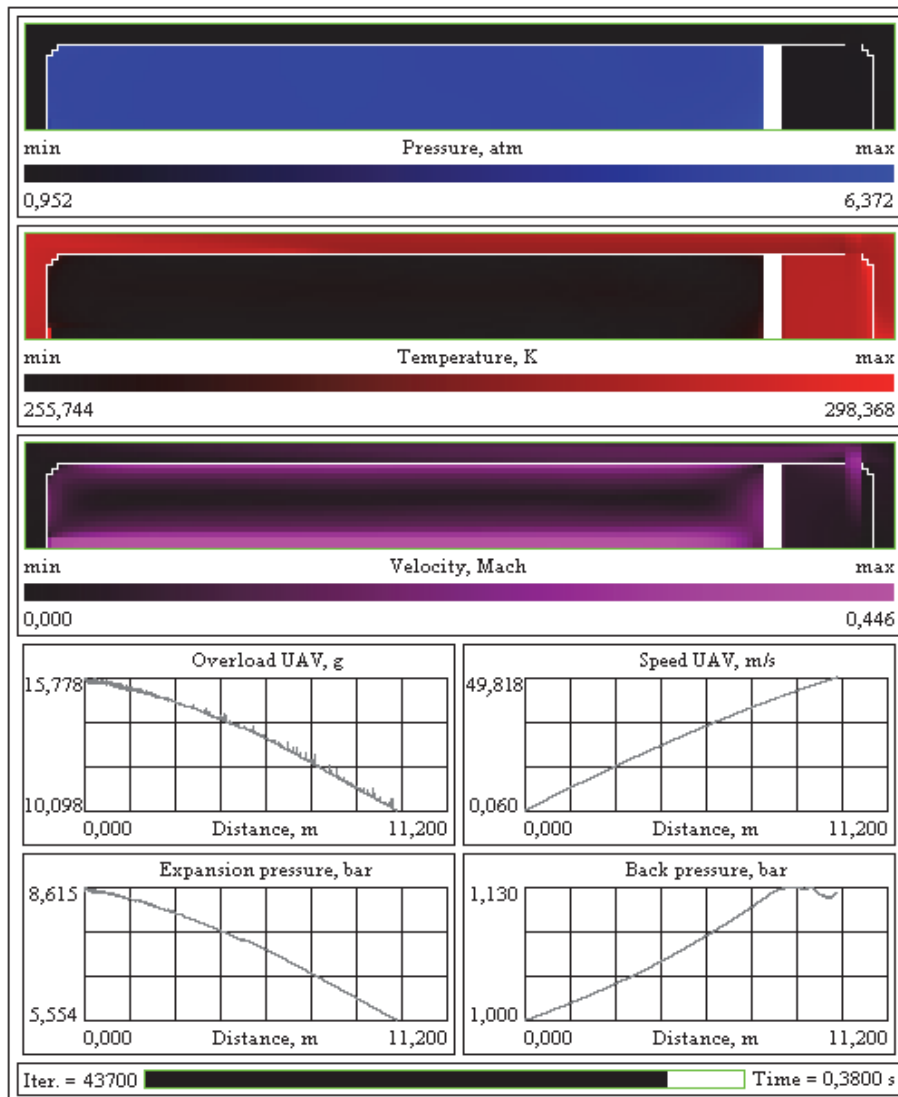 min Pressure, atm max
0,952 6,372
min Temperature, K max
255,744 298,368
min Velocity, Mach max
0,000 0,446
Overload UAV, g
15,778
10,098
0,000 Distance, m 11,200
Speed UAV, m/s
49,818
0,060
0,000 Distance, m 11,200
Expansion pressure, bar
8,615
5,554
0,000 Distance, m 11,200
Back pressure, bar
1,130
1,000
0,000 Distance, m 11,200
Iter. = 43700 Time = 0,3800 s